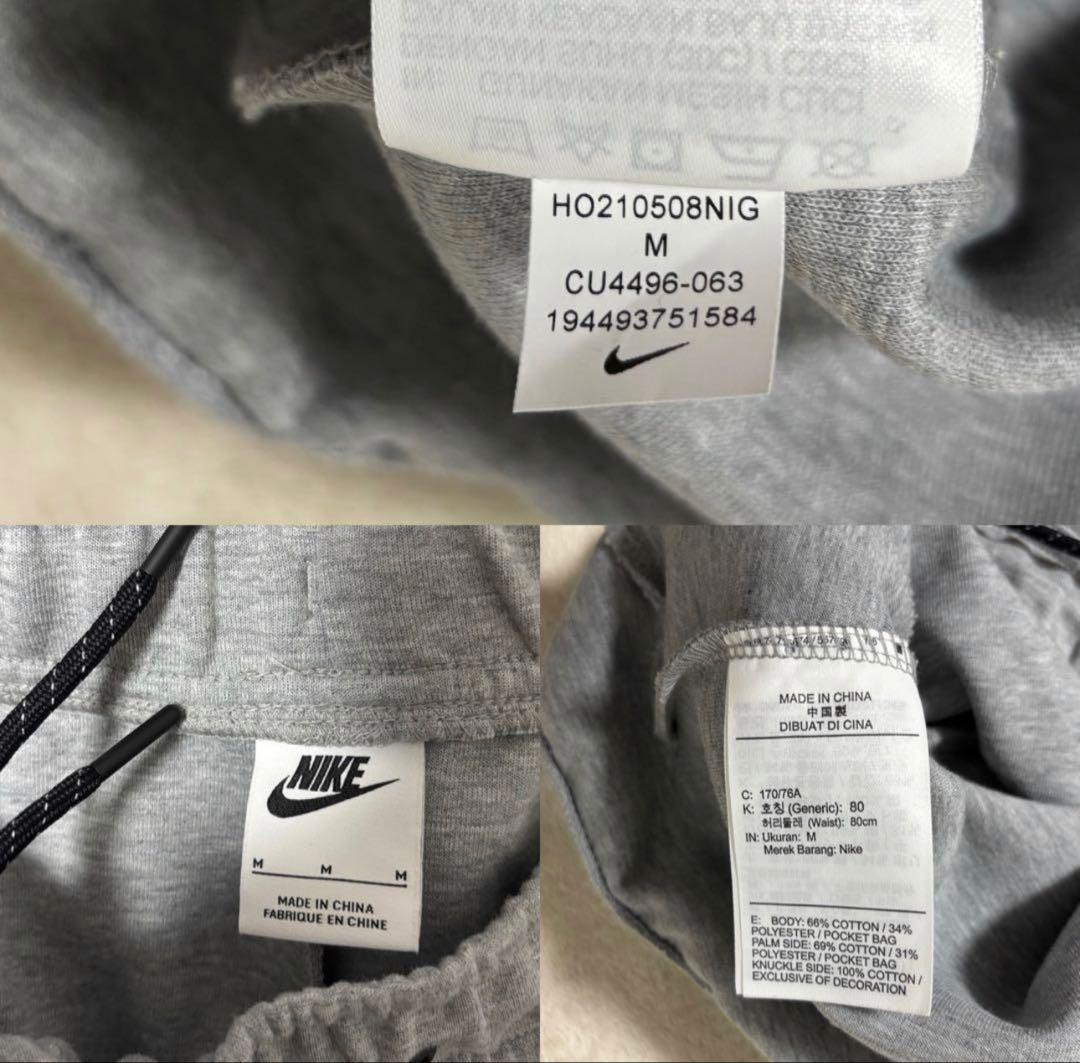 HO210508NIG
M
CU4496-063
194493751584
NIKE
M M M
MADE IN CHINA
FABRIQUE EN CHINE
MADE IN CHINA
中国製
DIBUAT DI CINA
C: 170/76A
K: 호칭 (Generic): 80
허리둘레 (Waist): 80cm
IN: Ukuran: M
Merek Barang: Nike
E: BODY: 66% COTTON / 34%
POLYESTER / POCKET BAG
PALM SIDE: 69% COTTON / 31%
POLYESTER / POCKET BAG
KNUCKLE SIDE: 100% COTTON /
EXCLUSIVE OF DECORATION